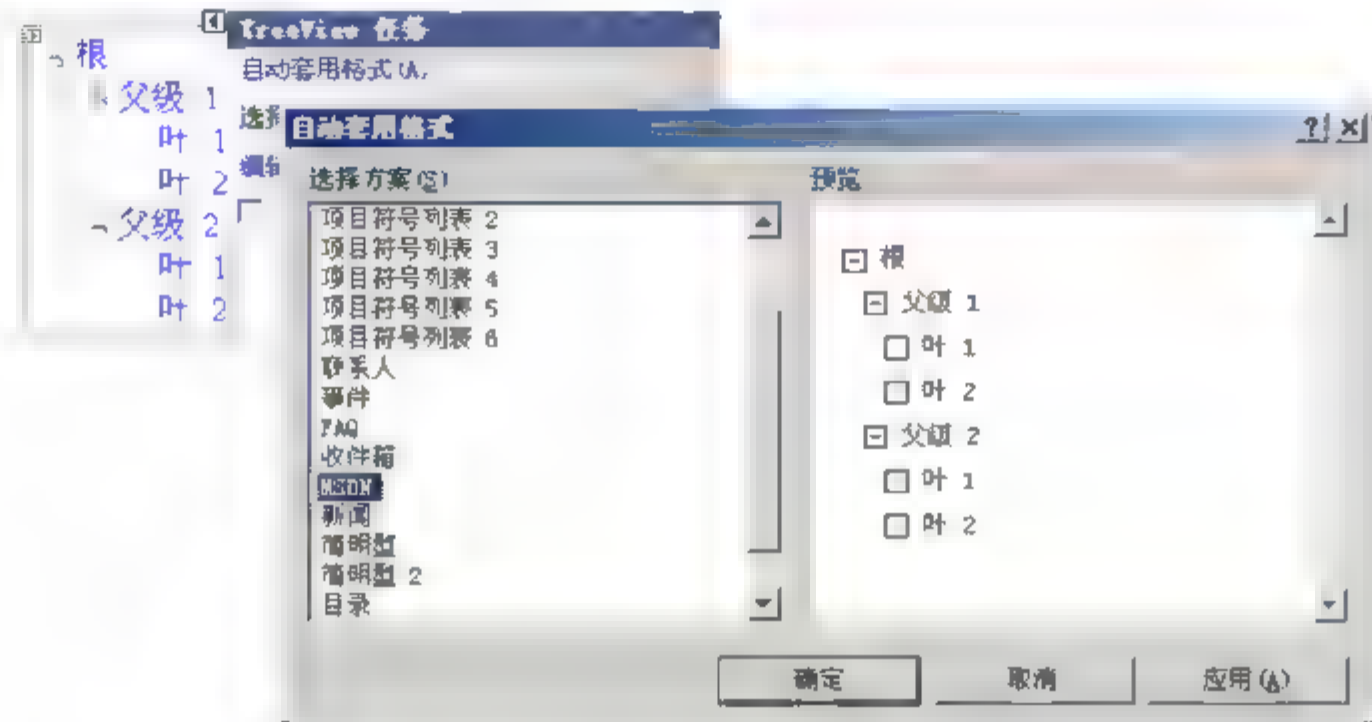 根
父级 1
叶 1
叶 2
父级 2
叶 1
叶 2
TreeView 任务
自动套用格式(A.
选择
编辑
自动套用格式
选择方案(S)
项目符号列表 2
项目符号列表 3
项目符号列表 4
项目符号列表 5
项目符号列表 6
联系人
事件
FAQ
收件箱
MSDN
新闻
简明型
简明型 2
目录
预览
根
父级 1
叶 1
叶 2
父级 2
叶 1
叶 2
确定
取消
应用(A)